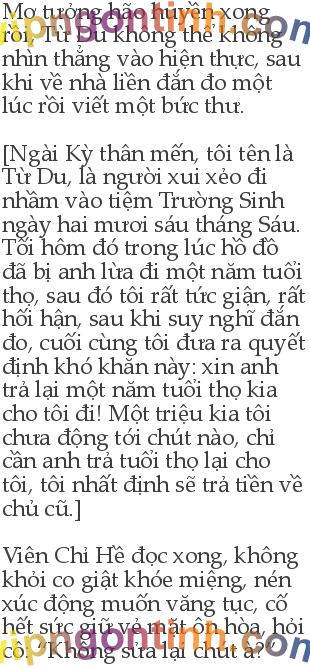 Mơ tưởng hão huyền xong
rồi, Từ Du không thể không
nhìn thẳng vào hiện thực, sau
khi về nhà liền đắn đo một
lúc rồi viết một bức thư.

[Ngài Kỳ thân mến, tôi tên là
Từ Du, là người xui xẻo đi
nhầm vào tiệm Trường Sinh
ngày hai mươi sáu tháng Sáu.
Tối hôm đó trong lúc hồ đồ
đã bị anh lừa đi một năm tuổi
thọ, sau đó tôi rất tức giận, rất
hối hận, sau khi suy nghĩ đắn
đo, cuối cùng tôi đưa ra quyết
định khó khăn này: xin anh
trả lại một năm tuổi thọ kia
cho tôi đi! Một triệu kia tôi
chưa động tới chút nào, chỉ
cần anh trả tuổi thọ lại cho
tôi, tôi nhất định sẽ trả tiền về
chủ cũ.]

Viên Chỉ Hề đọc xong, không
khỏi co giật khóe miệng, nén
xúc động muốn văng tục, cố
hết sức giữ vẻ mặt ôn hòa, hỏi
cô: “Không sửa lại chút à?”
vipngontinh.com
vipngontinh.com